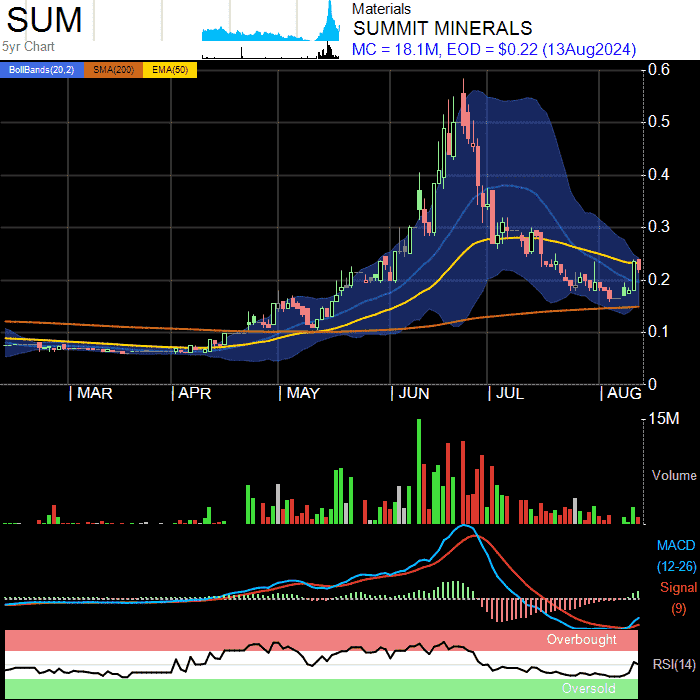 SUM
5yr Chart
Materials
SUMMIT MINERALS
MC = 18.1M, EOD = $0.22 (13Aug2024)
BollBands(20,2) SMA(200) EMA(50)
0.6
0.5
0.4
0.3
0.2
0.1
0
| MAR | APR | MAY | JUN | JUL | AUG
15M
Volume
MACD
(12-26)
Signal
(9)
Overbought
RSI(14)
Oversold